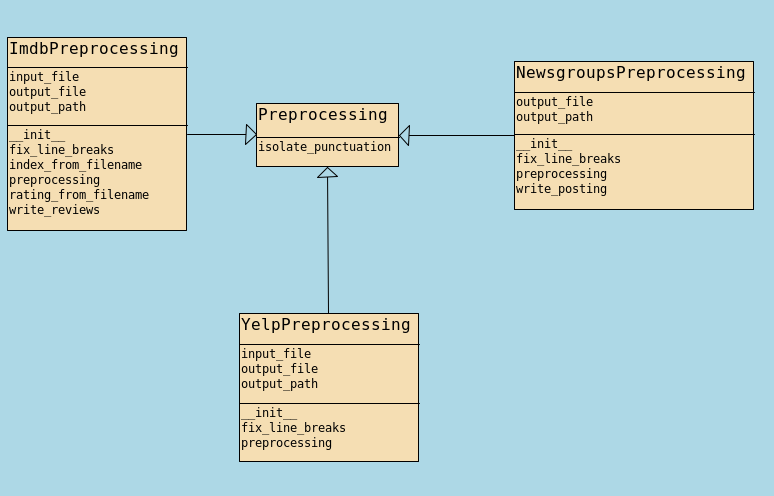 ImdbPreprocessing
input_file
output_file
output_path
__init__
fix_line_breaks
index_from_filename
preprocessing
rating_from_filename
write_reviews
Preprocessing
isolate_punctuation
NewsgroupsPreprocessing
output_file
output_path
__init__
fix_line_breaks
preprocessing
write_posting
YelpPreprocessing
input_file
output_file
output_path
__init__
fix_line_breaks
preprocessing